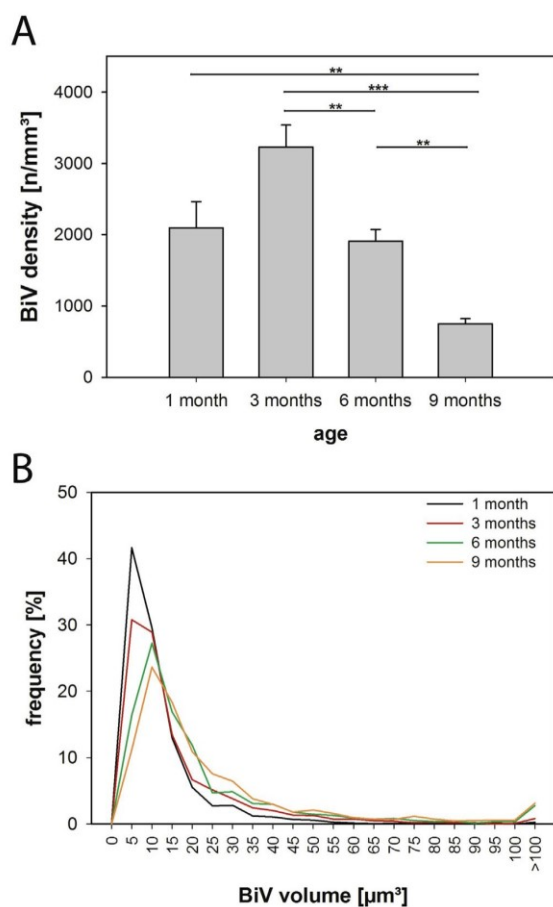 A
BiV density [n/mm³]
4000
3000
2000
1000
0
**
***
**
**
1 month 3 months 6 months 9 months
age
B
frequency [%]
50
40
30
20
10
0
1 month
3 months
6 months
9 months
0 5 10 15 20 25 30 35 40 45 50 55 60 65 70 75 80 85 90 95 100 >100
BiV volume [µm³]